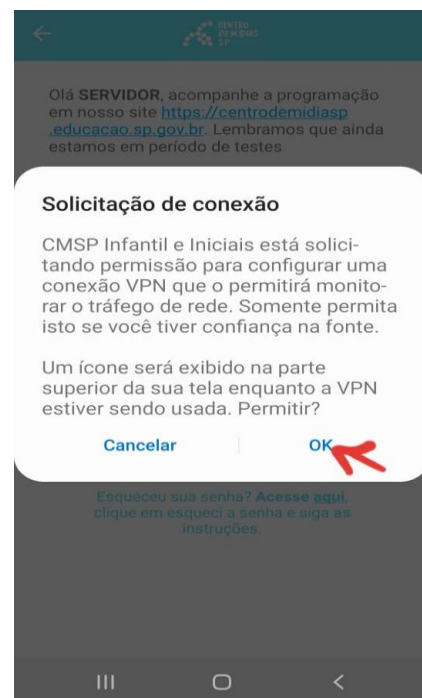 CENTRO
DE MÍDIAS
SP
Olá SERVIDOR, acompanhe a programação
em nosso site https://centrodemidiasp
.educacao.sp.gov.br. Lembramos que ainda
estamos em período de testes
Solicitação de conexão
CMSP Infantil e Iniciais está solici-
tando permissão para configurar uma
conexão VPN que o permitirá monito-
rar o tráfego de rede. Somente permita
isto se você tiver confiança na fonte.
Um ícone será exibido na parte
superior da sua tela enquanto a VPN
estiver sendo usada. Permitir?
Cancelar
OK
Esqueceu sua senha? Acesse aqui,
clique em esqueci a senha e siga as
instruções.